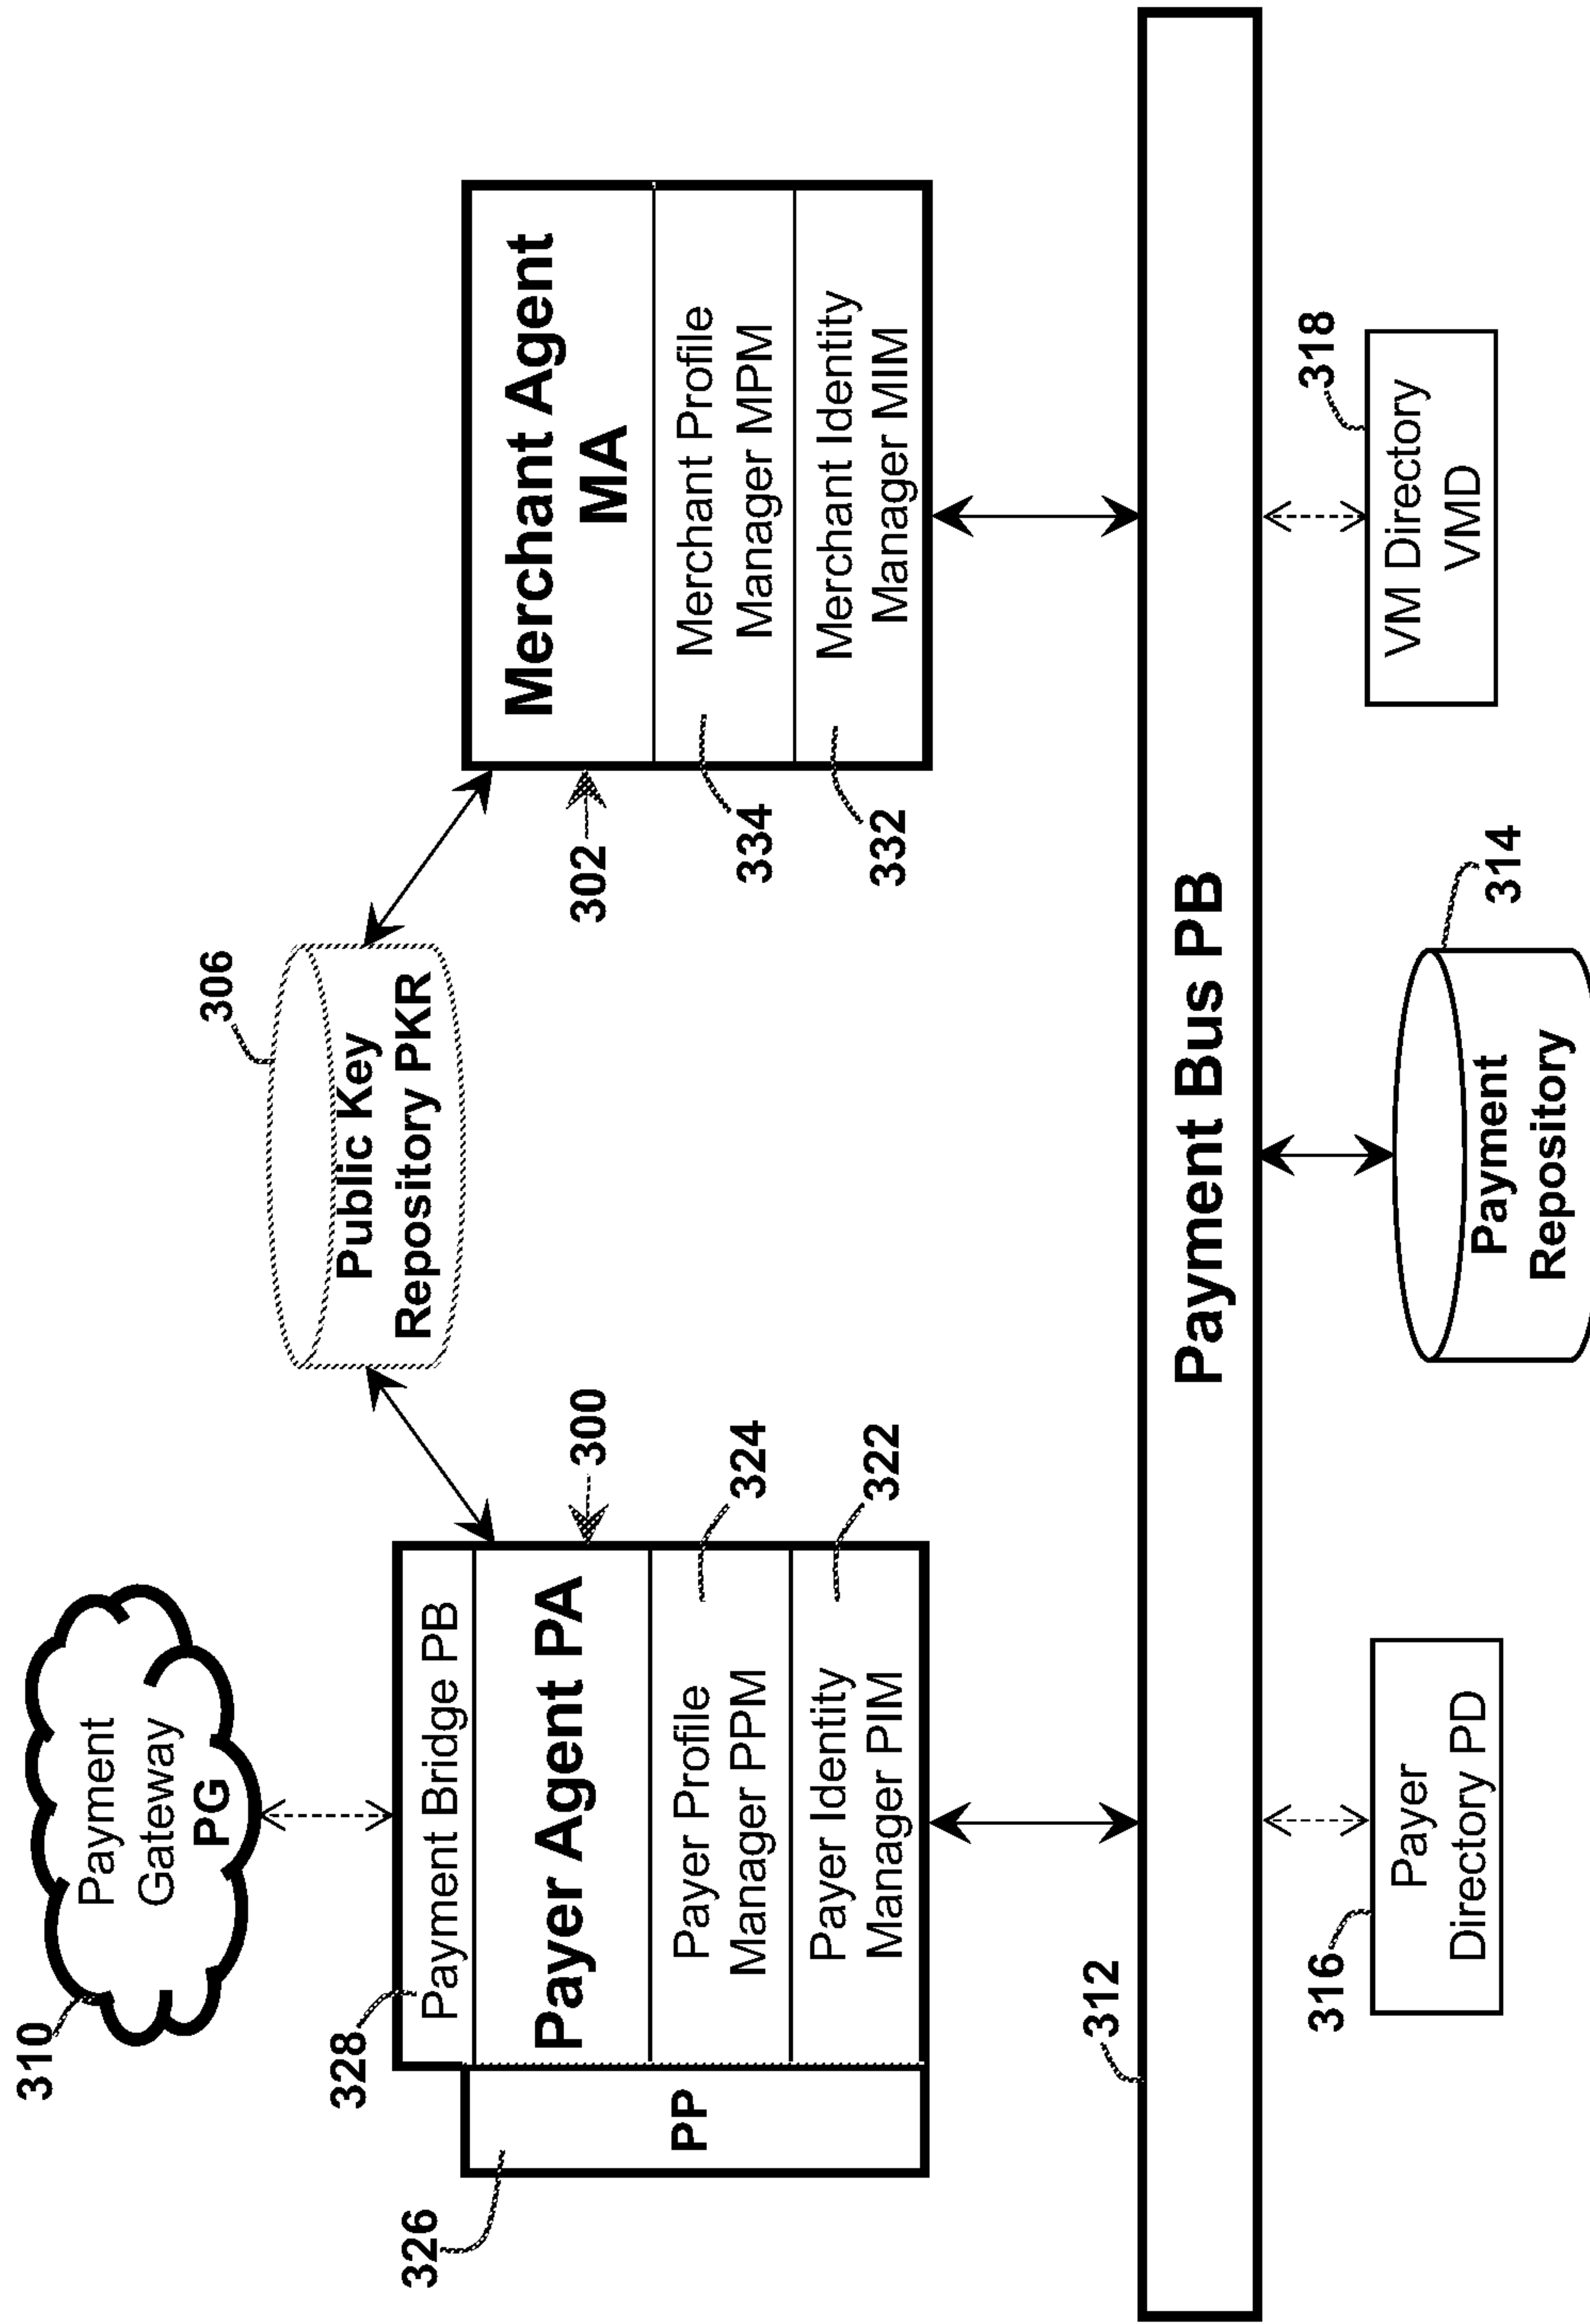 310
Payment
Gateway
PG
306
Public Key
Repository PKR
328
Payment Bridge PB
Payer Agent PA
300
Payer Profile
Manager PPM
324
Payer Identity
Manager PIM
322
326
PP
302
Merchant Agent
MA
334
Merchant Profile
Manager MPM
332
Merchant Identity
Manager MIM
312
Payment Bus PB
316
Payer
Directory PD
314
Payment
Repository
318
VM Directory
VMD